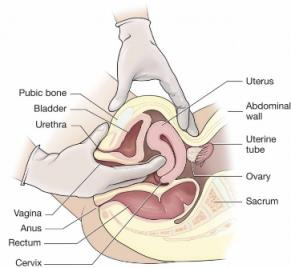 Pubic bone
Bladder
Urethra
Vagina
Anus
Rectum
Cervix
Uterus
Abdominal
wall
Uterine
tube
Ovary
Sacrum